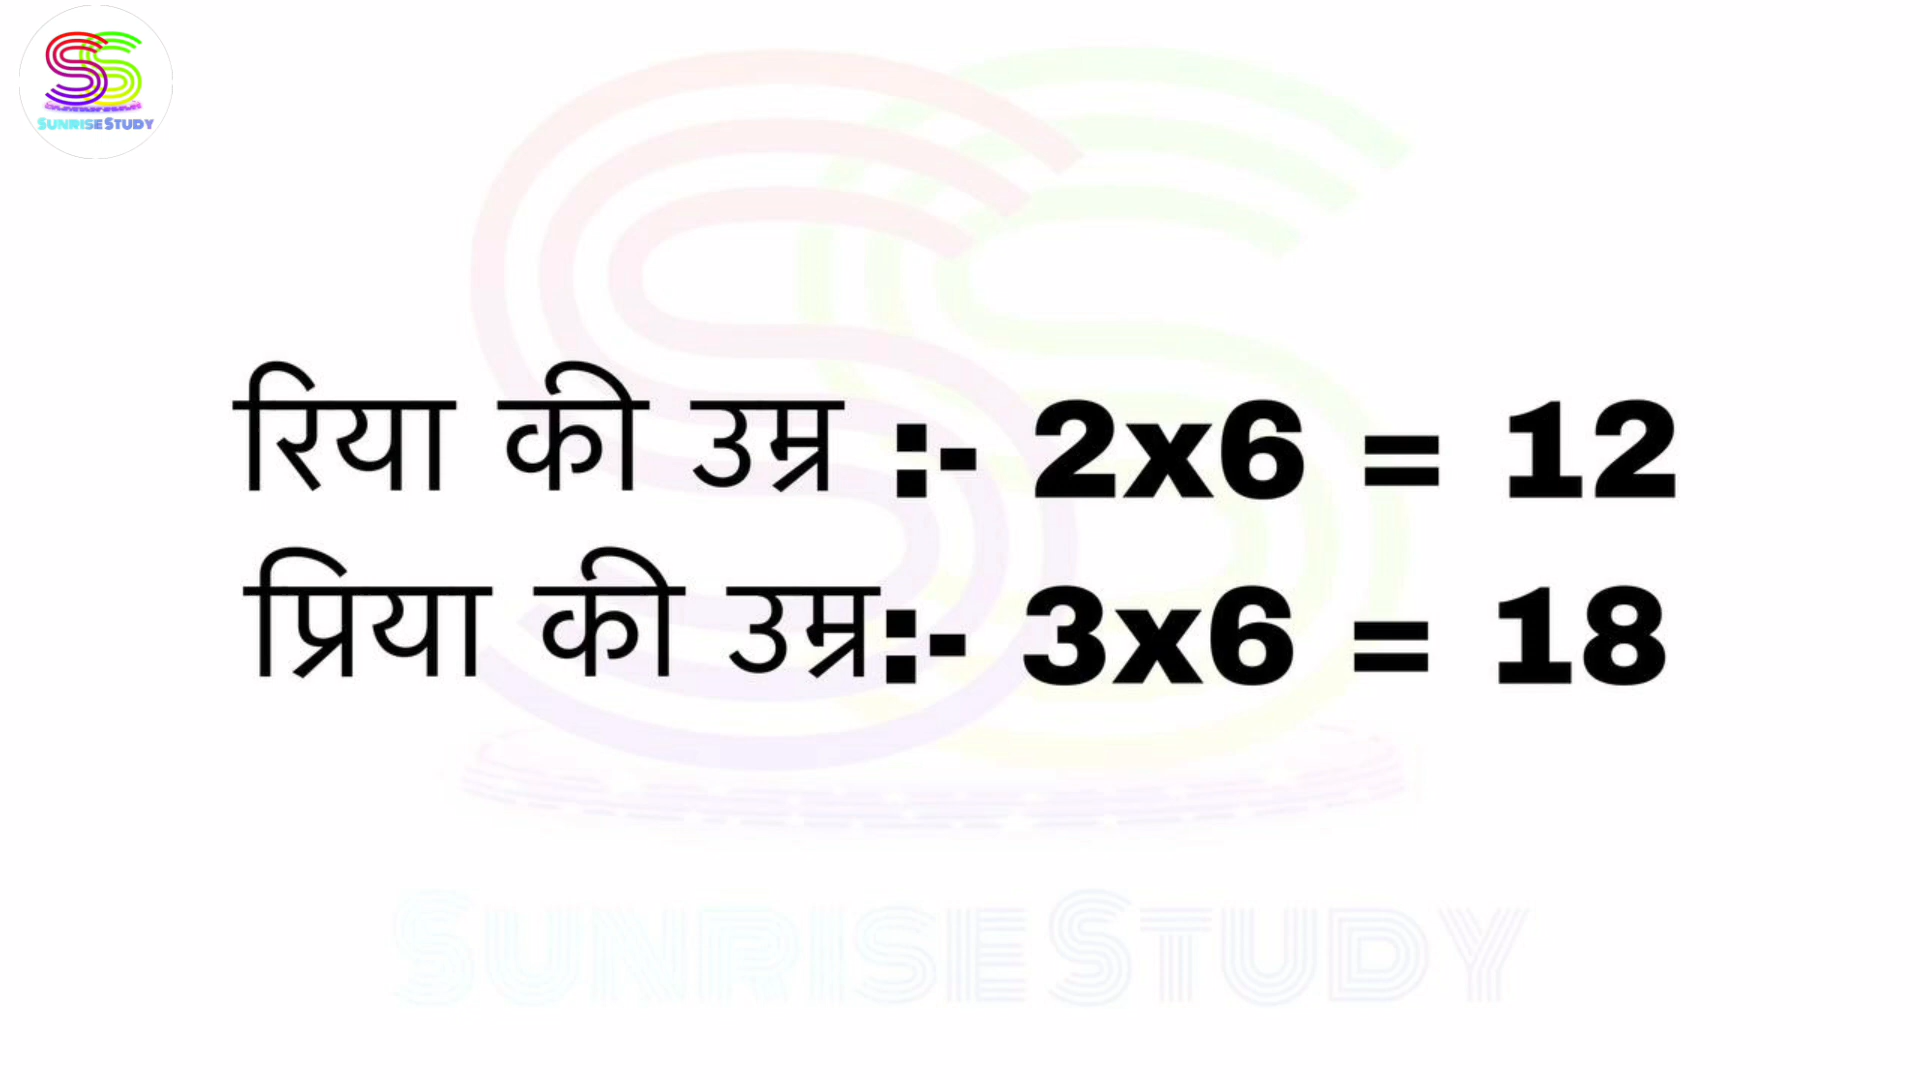 SUNRISE STUDY
रिया की उम्र :- 2x6 = 12
प्रिया की उम्र:- 3x6 = 18
SUNRISE STUDY